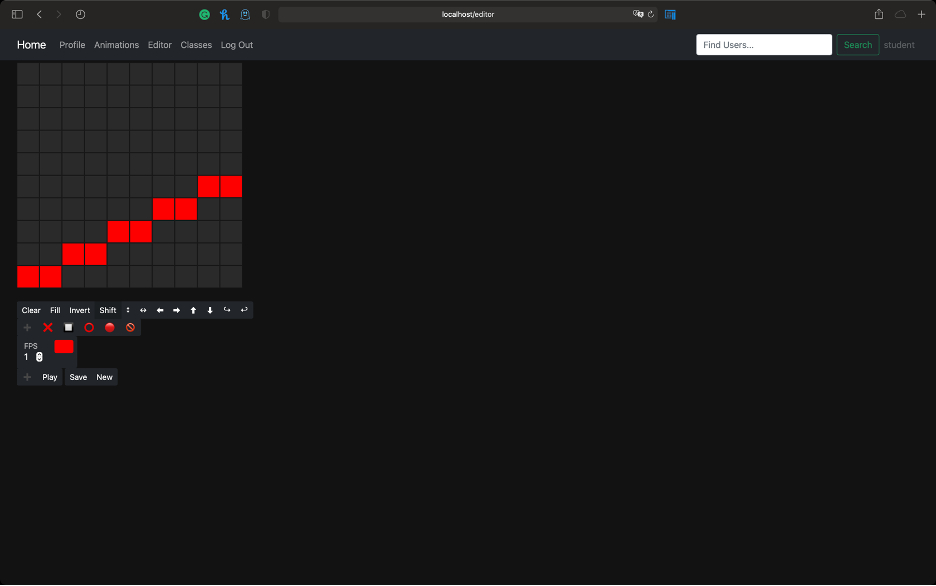 localhost/editor
Home Profile Animations Editor Classes Log Out Find Users... Search student
Clear Fill Invert Shift
FPS
1
Play Save New